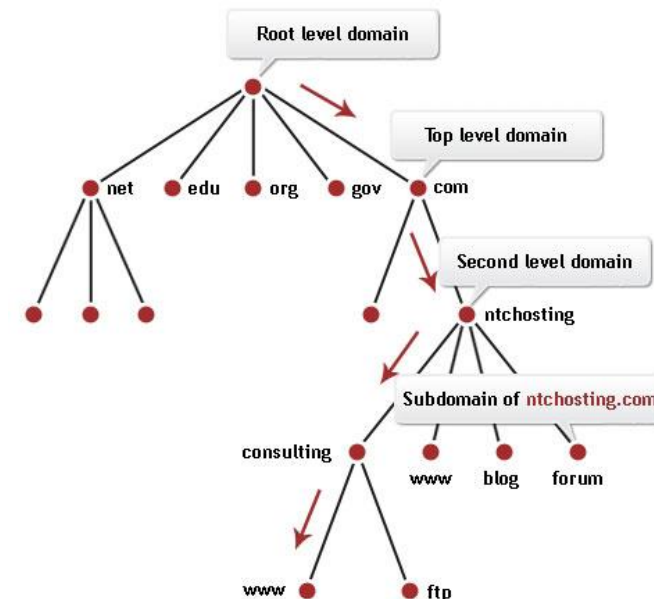 Root level domain
Top level domain
net edu org gov com
Second level domain
ntchosting
Subdomain of ntchosting.com
consulting
www blog forum
www ftp